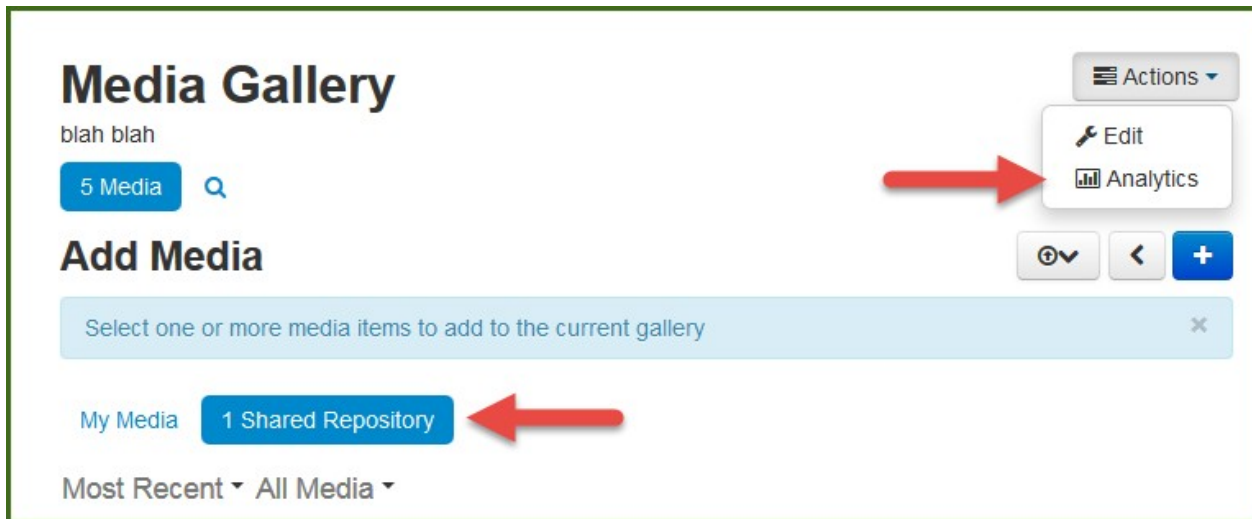 Media Gallery
Actions
blah blah
Edit
5 Media
Analytics
Add Media
Select one or more media items to add to the current gallery
My Media 1 Shared Repository
Most Recent All Media